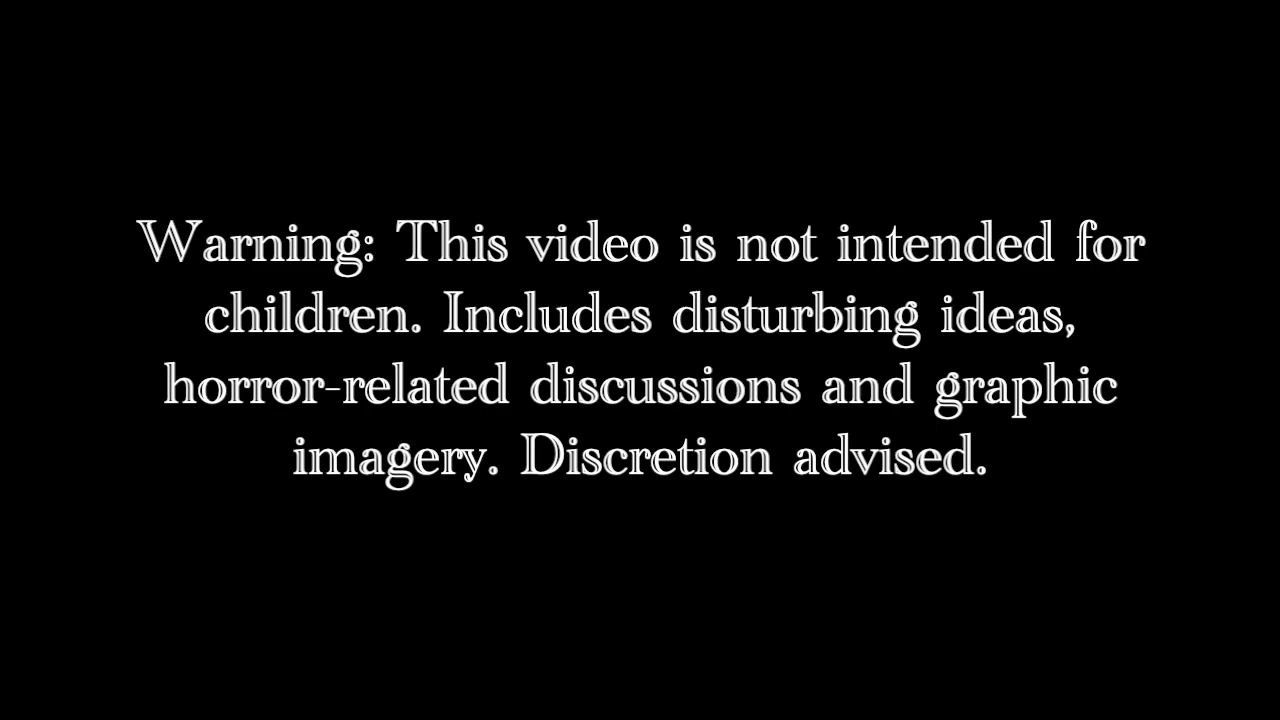 Warning: This video is not intended for
children. Includes disturbing ideas,
horror-related discussions and graphic
imagery. Discretion advised.